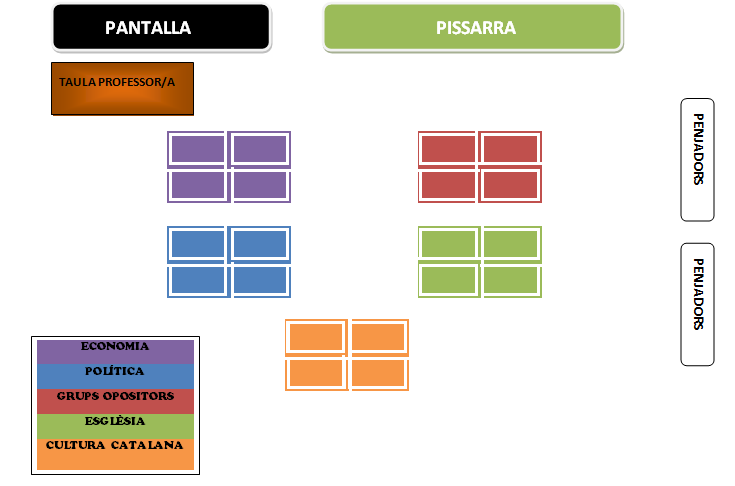 PANTALLA
PISSARRA
TAULA PROFESSOR/A
PENJADORS
PENJADORS
ECONOMIA
POLÍTICA
GRUPS OPOSITORS
ESGLÈSIA
CULTURA CATALANA